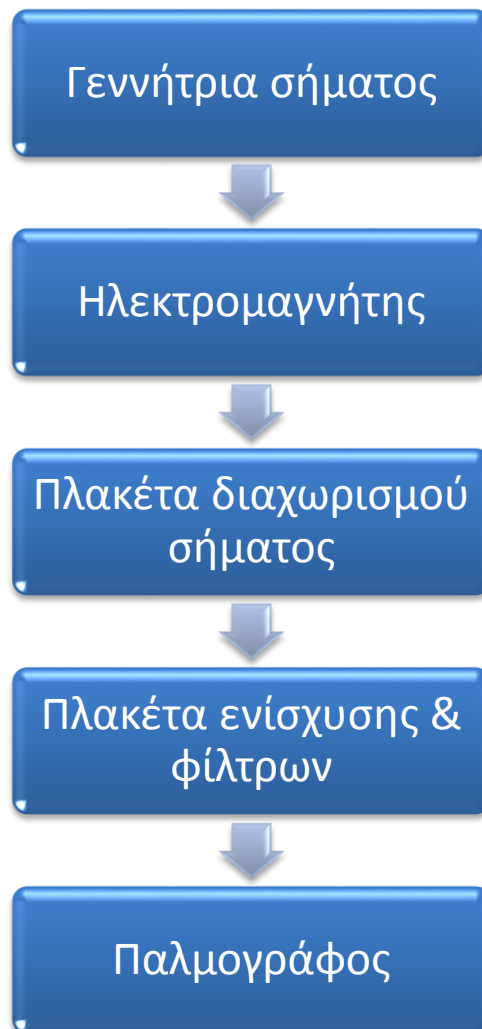 Γεννήτρια σήματος
Ηλεκτρομαγνήτης
Πλακέτα διαχωρισμού
σήματος
Πλακέτα ενίσχυσης &
φίλτρων
Παλμογράφος